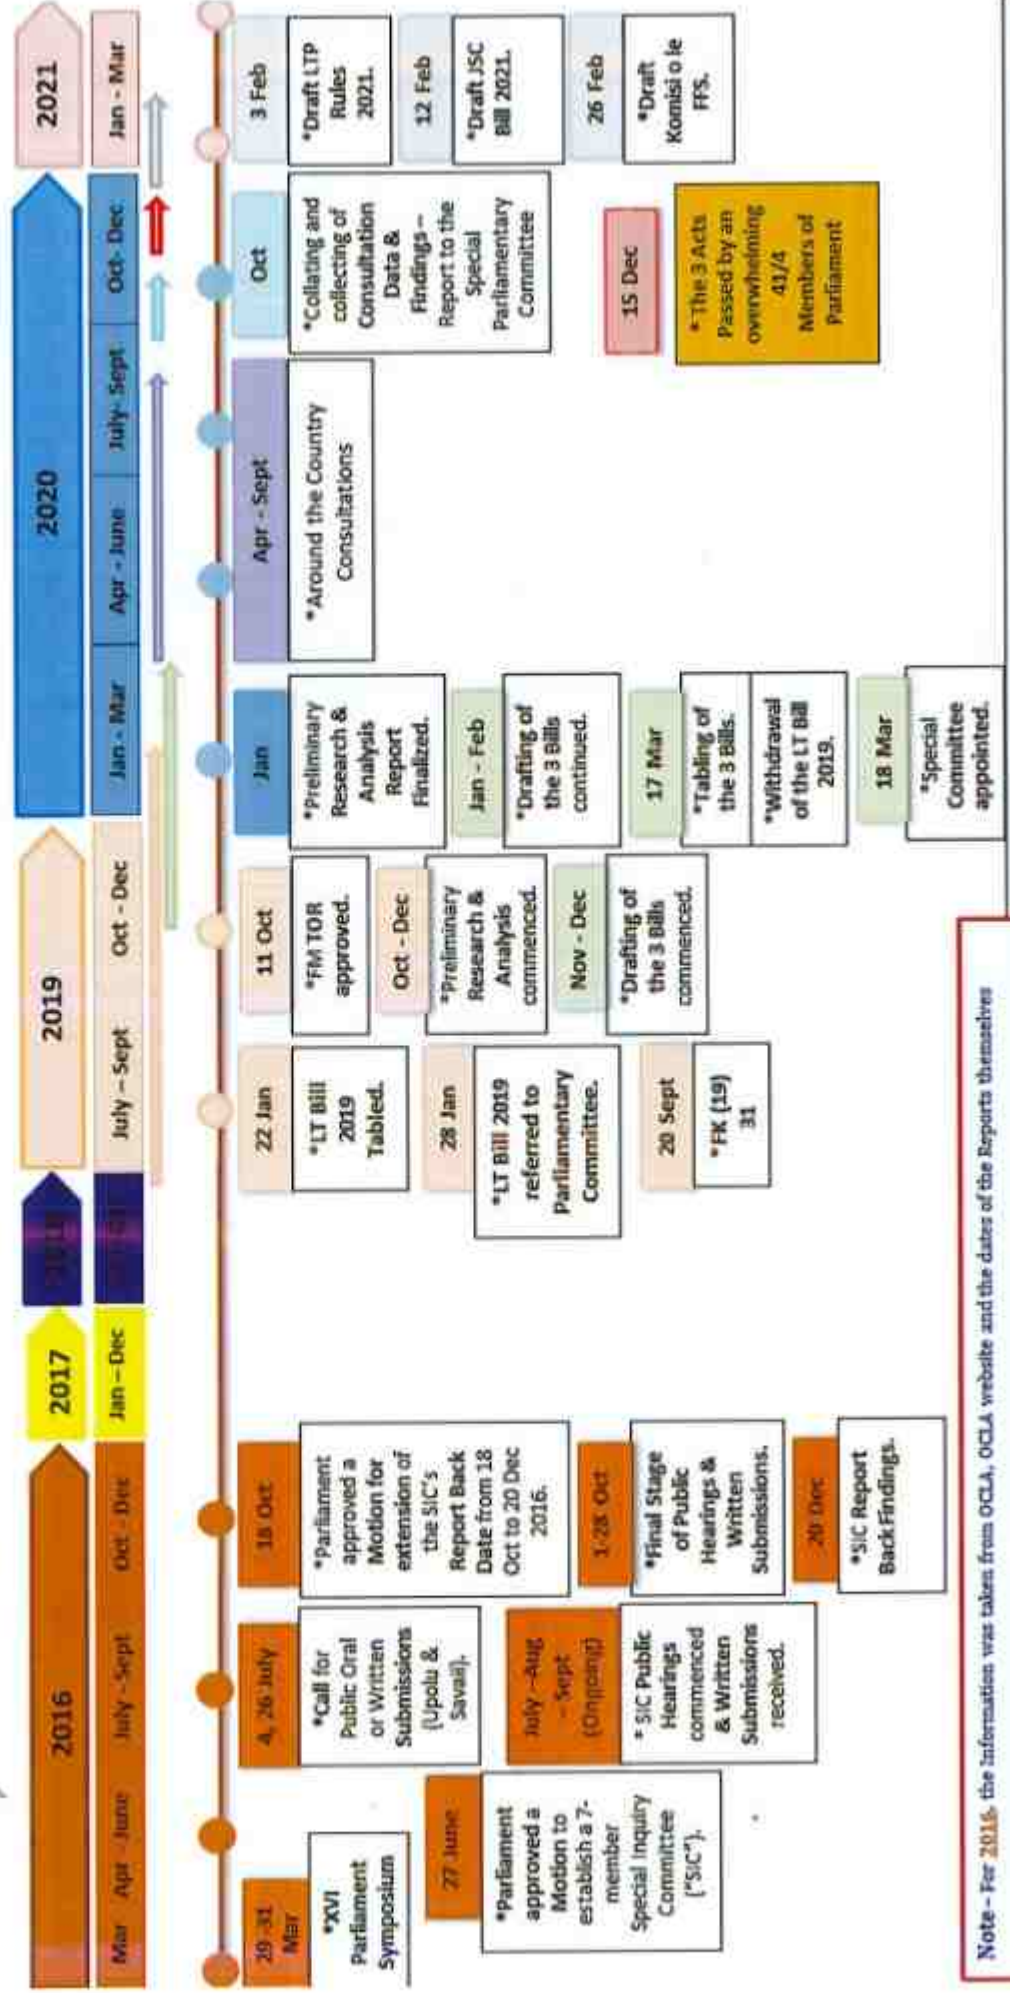 2016
2017
2019
2020
2021
Mar
Apr - June
July - Sept
Oct - Dec
Jan – Dec
July – Sept
Oct - Dec
Jan - Mar
Apr - June
July- Sept
Oct- Dec
Jan - Mar
29 -31
Mar
*XVI
Parliament
Symposium
27 June
*Parliament
approved a
Motion to
establish a 7-
member
Special Inquiry
Committee
("SIC").
4, 26 July
*Call for
Public Oral
or Written
Submissions
(Upolu &
Savaii).
July –Aug
– Sept
(Ongoing)
* SIC Public
Hearings
commenced
& Written
Submissions
received.
18 Oct
*Parliament
approved a
Motion for
extension of
the SIC's
Report Back
Date from 18
Oct to 20 Dec
2016.
1-28 Oct
*Final Stage
of Public
Hearings &
Written
Submissions.
20 Dec
*SIC Report
Back Findings.
22 Jan
*LT Bill
2019
Tabled.
28 Jan
*LT Bill 2019
referred to
Parliamentary
Committee.
20 Sept
*FK (19)
31
11 Oct
*FM TOR
approved.
Oct - Dec
*Preliminary
Research &
Analysis
commenced.
Nov - Dec
*Drafting of
the 3 Bills
commenced.
Jan
*Preliminary
Research &
Analysis
Report
Finalized.
Jan - Feb
*Drafting of
the 3 Bills
continued.
17 Mar
*Tabling of
the 3 Bills.
*Withdrawal
of the LT Bill
2019.
18 Mar
*Special
Committee
appointed.
Apr - Sept
*Around the Country
Consultations
Oct
*Collating and
collecting of
Consultation
Data &
Findings –
Report to the
Special
Parliamentary
Committee
15 Dec
* The 3 Acts
Passed by an
overwhelming
41/4
Members of
Parliament
3 Feb
*Draft LTP
Rules
2021.
12 Feb
*Draft JSC
Bill 2021.
26 Feb
*Draft
Komisi o le
FFS.
Note - For 2016, the Information was taken from OCLA, OCLA website and the dates of the Reports themselves